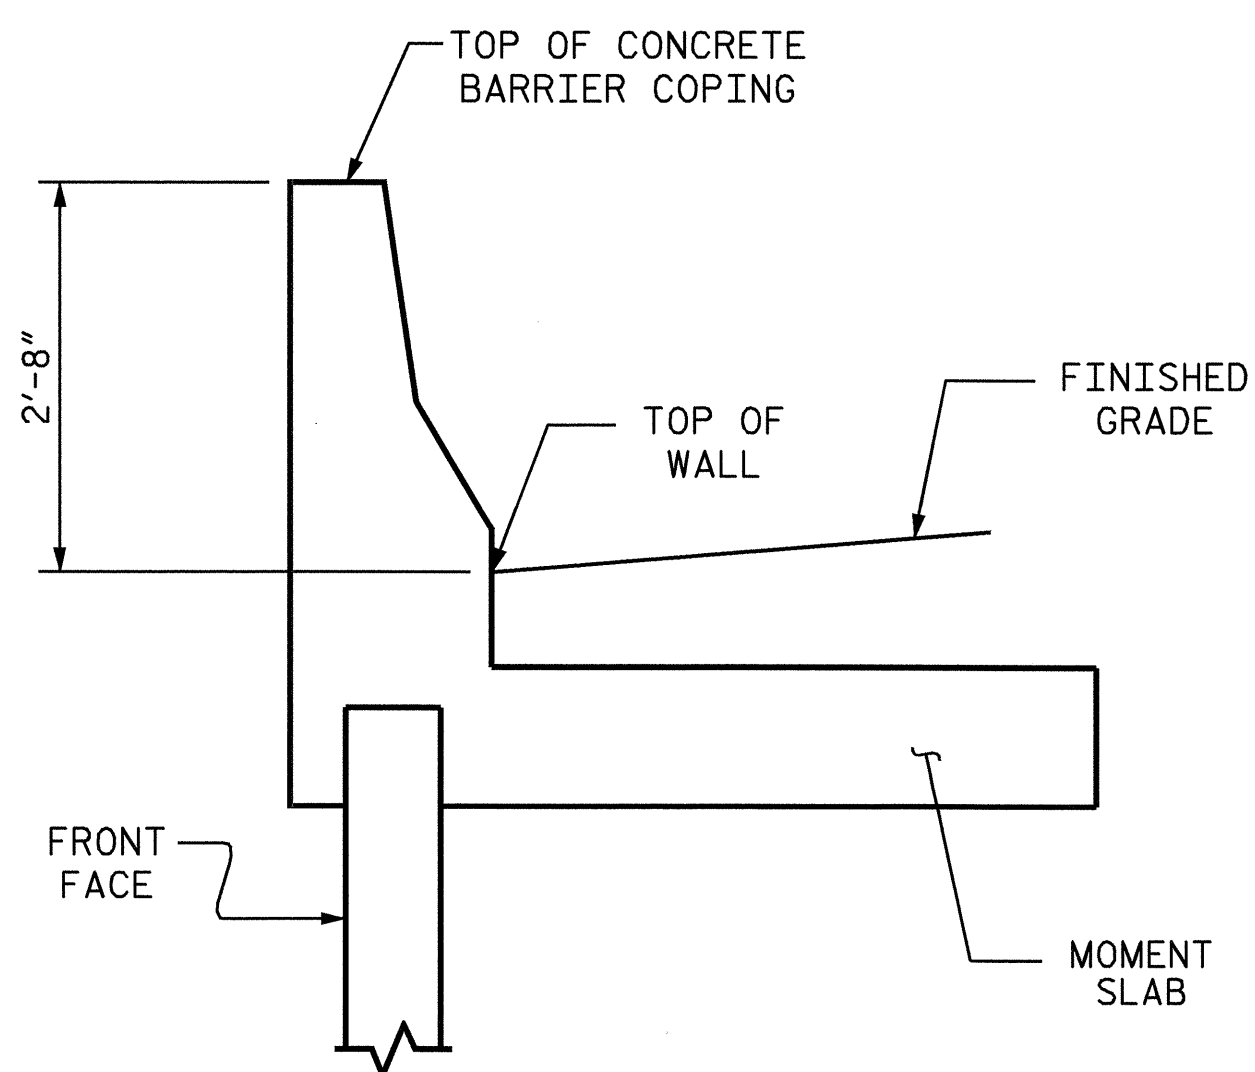 TOP OF CONCRETE
BARRIER COPING
2'-8"
FINISHED
GRADE
TOP OF
WALL
FRONT
FACE
MOMENT
SLAB